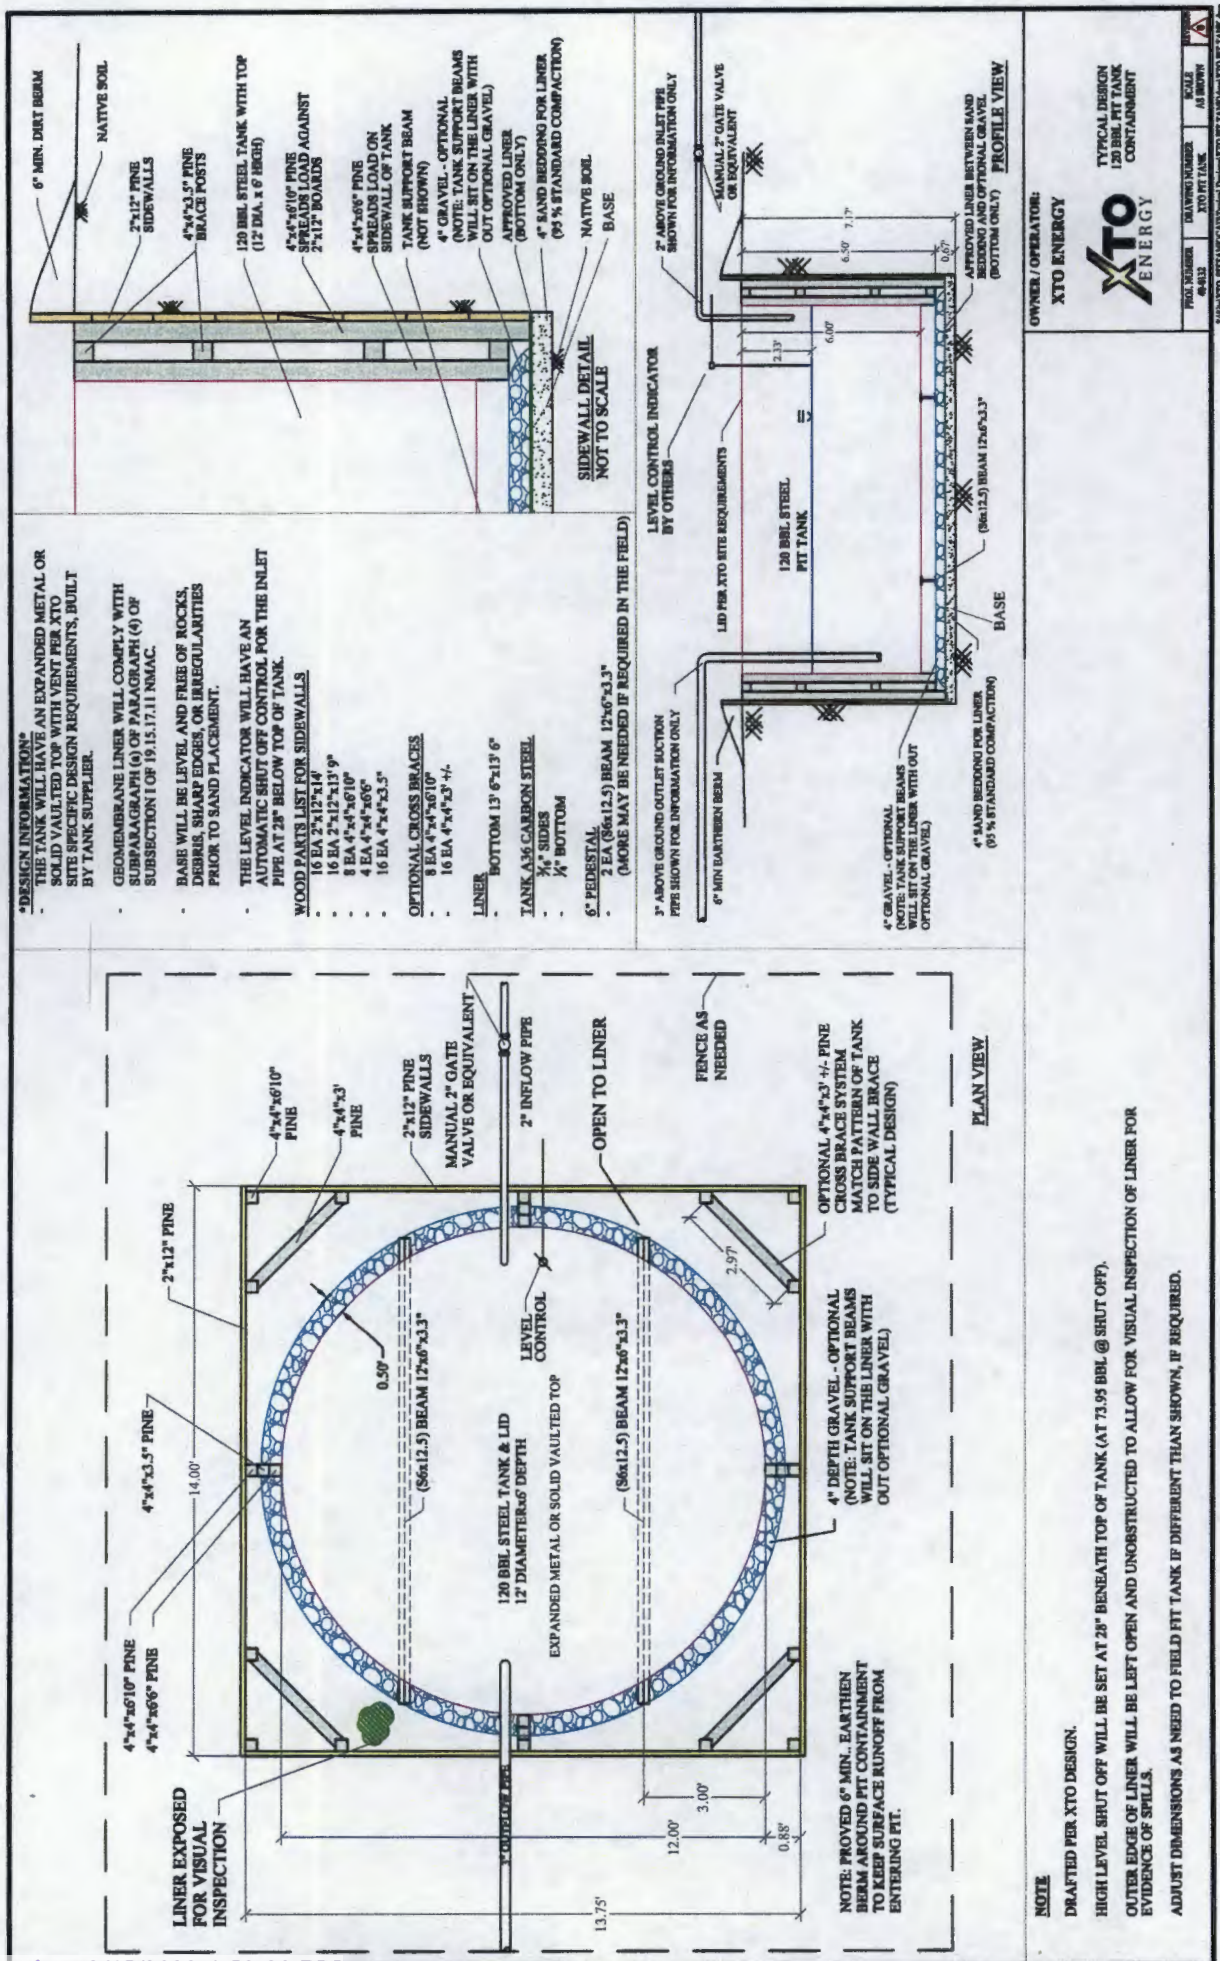 *DESIGN INFORMATION*
- THE TANK WILL HAVE AN EXPANDED METAL OR
SOLID VAULTED TOP WITH VENT PER XTO
SITE SPECIFIC DESIGN REQUIREMENTS, BUILT
BY TANK SUPPLIER.
- GEOMEMBRANE LINER WILL COMPLY WITH
SUBPARAGRAPH (a) OF PARAGRAPH (4) OF
SUBSECTION I OF 19.15.17.11 NMAC.
- BASE WILL BE LEVEL AND FREE OF ROCKS,
DEBRIS, SHARP EDGES, OR IRREGULARITIES
PRIOR TO SAND PLACEMENT.
- THE LEVEL INDICATOR WILL HAVE AN
AUTOMATIC SHUT OFF CONTROL FOR THE INLET
PIPE AT 28" BELOW TOP OF TANK.
WOOD PARTS LIST FOR SIDEWALLS
- 16 EA 2"x12"x14'
- 16 EA 2"x12"x13' 9"
- 8 EA 4"x4"x6'10"
- 4 EA 4"x4"x6'6"
- 16 EA 4"x4"x3.5"
OPTIONAL CROSS BRACES
- 8 EA 4"x4"x6'10"
- 16 EA 4"x4"x3' +/-
LINER
- BOTTOM 13' 6"x13' 6"
TANK A36 CARBON STEEL
- 3/16" SIDES
- 1/4" BOTTOM
6" PEDESTAL
- 2 EA (S6x12.5) BEAM 12"x6"x3.3"
(MORE MAY BE NEEDED IF REQUIRED IN THE FIELD)
6" MIN. DIRT BERM
NATIVE SOIL
2"x12" PINE
SIDEWALLS
4"x4"x3.5" PINE
BRACE POSTS
120 BBL STEEL TANK WITH TOP
(12' DIA. x 6' HIGH)
4"x4"x6'10" PINE
SPREADS LOAD AGAINST
2"x12" BOARDS
4"x4"x6'6" PINE
SPREADS LOAD ON
SIDEWALL OF TANK
TANK SUPPORT BEAM
(NOT SHOWN)
4" GRAVEL - OPTIONAL
(NOTE: TANK SUPPORT BEAMS
WILL SIT ON THE LINER WITH
OUT OPTIONAL GRAVEL)
APPROVED LINER
(BOTTOM ONLY)
4" SAND BEDDING FOR LINER
(95 % STANDARD COMPACTION)
NATIVE SOIL
BASE
SIDEWALL DETAIL
NOT TO SCALE
LEVEL CONTROL INDICATOR
BY OTHERS
2" ABOVE GROUND INLET PIPE
SHOWN FOR INFORMATION ONLY
MANUAL 2" GATE VALVE
OR EQUIVALENT
LID PER XTO SITE REQUIREMENTS
120 BBL STEEL
PIT TANK
2.33'
6.00'
6.50'
0.67'
7.17'
3" ABOVE GROUND OUTLET SUCTION
PIPE SHOWN FOR INFORMATION ONLY
6" MIN - EARTHERN BERM
4" GRAVEL - OPTIONAL
(NOTE: TANK SUPPORT BEAMS
WILL SIT ON THE LINER WITH OUT
OPTIONAL GRAVEL)
4" SAND BEDDING FOR LINER
(95 % STANDARD COMPACTION)
BASE
(S6x12.5) BEAM 12"x6"x3.3"
APPROVED LINER BETWEEN SAND
BEDDING AND OPTIONAL GRAVEL
(BOTTOM ONLY)
PROFILE VIEW
LINER EXPOSED
FOR VISUAL
INSPECTION
4"x4"x6'10" PINE
4"x4"x6'6" PINE
4"x4"x3.5" PINE
14.00'
2"x12" PINE
4"x4"x6'10"
PINE
4"x4"x3'
PINE
2"x12" PINE
SIDEWALLS
MANUAL 2" GATE
VALVE OR EQUIVALENT
2" INFLOW PIPE
OPEN TO LINER
FENCE AS
NEEDED
0.50'
(S6x12.5) BEAM 12"x6"x3.3"
LEVEL
CONTROL
120 BBL STEEL TANK & LID
12' DIAMETERx6' DEPTH
EXPANDED METAL OR SOLID VAULTED TOP
(S6x12.5) BEAM 12"x6"x3.3"
2.97'
3" OUTFLOW PIPE
13.75'
12.00'
3.00'
0.88'
OPTIONAL 4"x4"x3' +/- PINE
CROSS BRACE SYSTEM
MATCH PATTERN OF TANK
TO SIDE WALL BRACE
(TYPICAL DESIGN)
4" DEPTH GRAVEL - OPTIONAL
(NOTE: TANK SUPPORT BEAMS
WILL SIT ON THE LINER WITH
OUT OPTIONAL GRAVEL)
NOTE: PROVED 6" MIN.. EARTHEN
BERM AROUND PIT CONTAINMENT
TO KEEP SURFACE RUNOFF FROM
ENTERING PIT.
PLAN VIEW
NOTE
DRAFTED PER XTO DESIGN.
HIGH LEVEL SHUT OFF WILL BE SET AT 28" BENEATH TOP OF TANK (AT 73.95 BBL @ SHUT OFF).
OUTER EDGE OF LINER WILL BE LEFT OPEN AND UNOBSTRUCTED TO ALLOW FOR VISUAL INSPECTION OF LINER FOR
EVIDENCE OF SPILLS.
ADJUST DIMENSIONS AS NEED TO FIELD FIT TANK IF DIFFERENT THAN SHOWN, IF REQUIRED.
OWNER / OPERATOR:
XTO ENERGY
XTO
ENERGY
TYPICAL DESIGN
120 BBL PIT TANK
CONTAINMENT
PROJ. NUMBER
DRAWING NUMBER
XTO PIT TANK
SCALE
AS SHOWN
REVISION